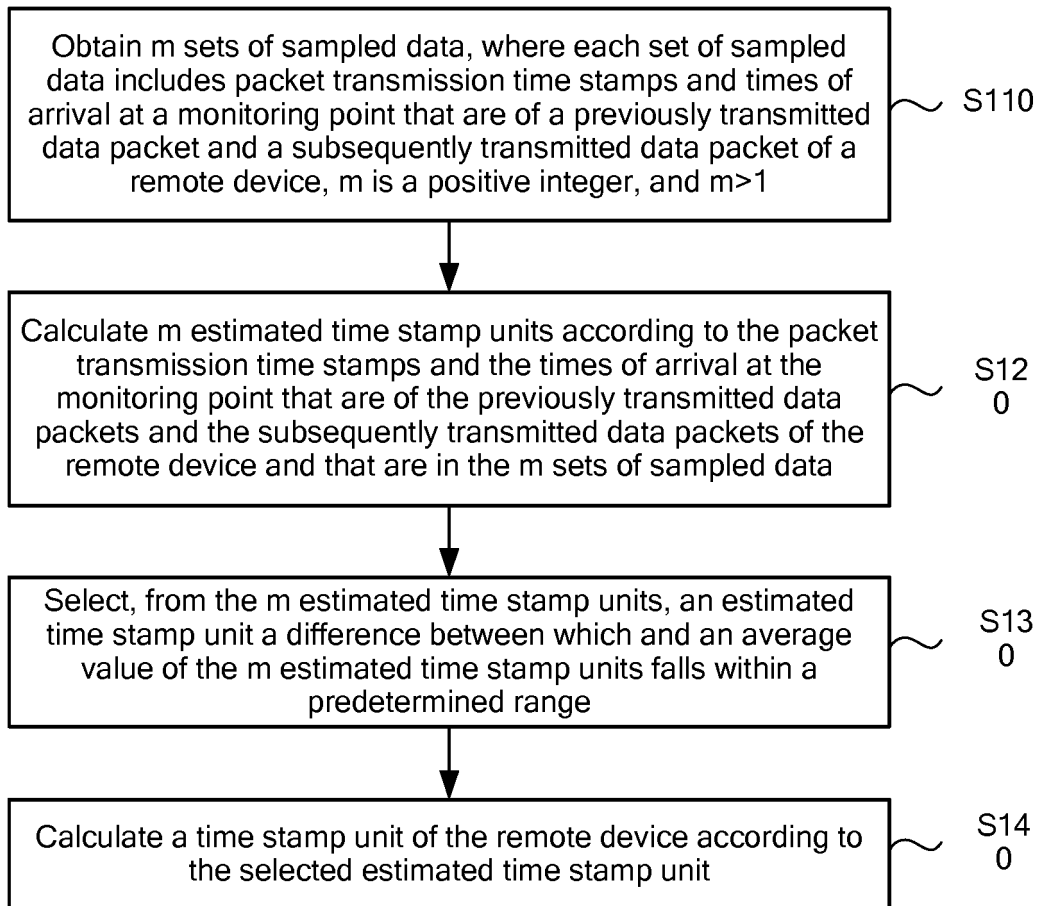 Obtain m sets of sampled data, where each set of sampled
data includes packet transmission time stamps and times of
arrival at a monitoring point that are of a previously transmitted
data packet and a subsequently transmitted data packet of a
remote device, m is a positive integer, and m>1
S110
Calculate m estimated time stamp units according to the packet
transmission time stamps and the times of arrival at the
monitoring point that are of the previously transmitted data
packets and the subsequently transmitted data packets of the
remote device and that are in the m sets of sampled data
S12
0
Select, from the m estimated time stamp units, an estimated
time stamp unit a difference between which and an average
value of the m estimated time stamp units falls within a
predetermined range
S13
0
Calculate a time stamp unit of the remote device according to
the selected estimated time stamp unit
S14
0